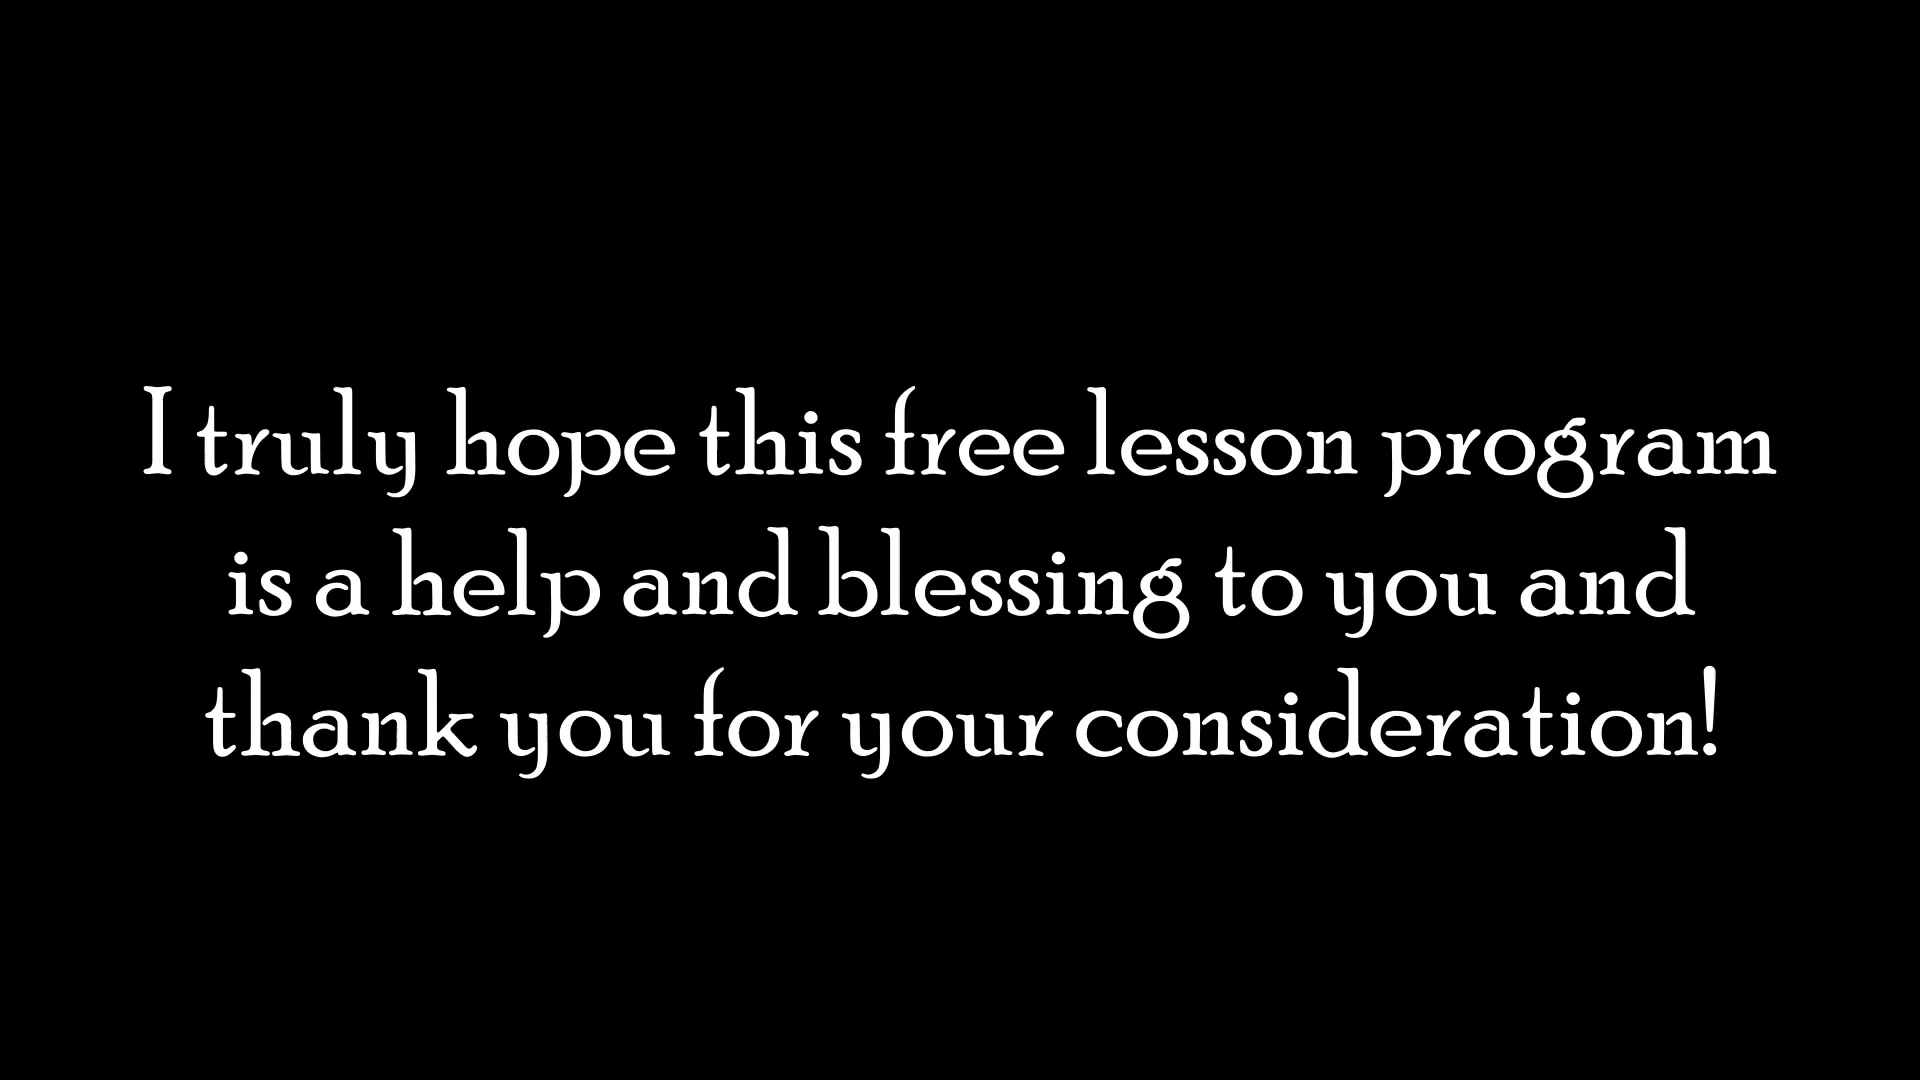 I truly hope this free lesson program
is a help and blessing to you and
thank you for your consideration!